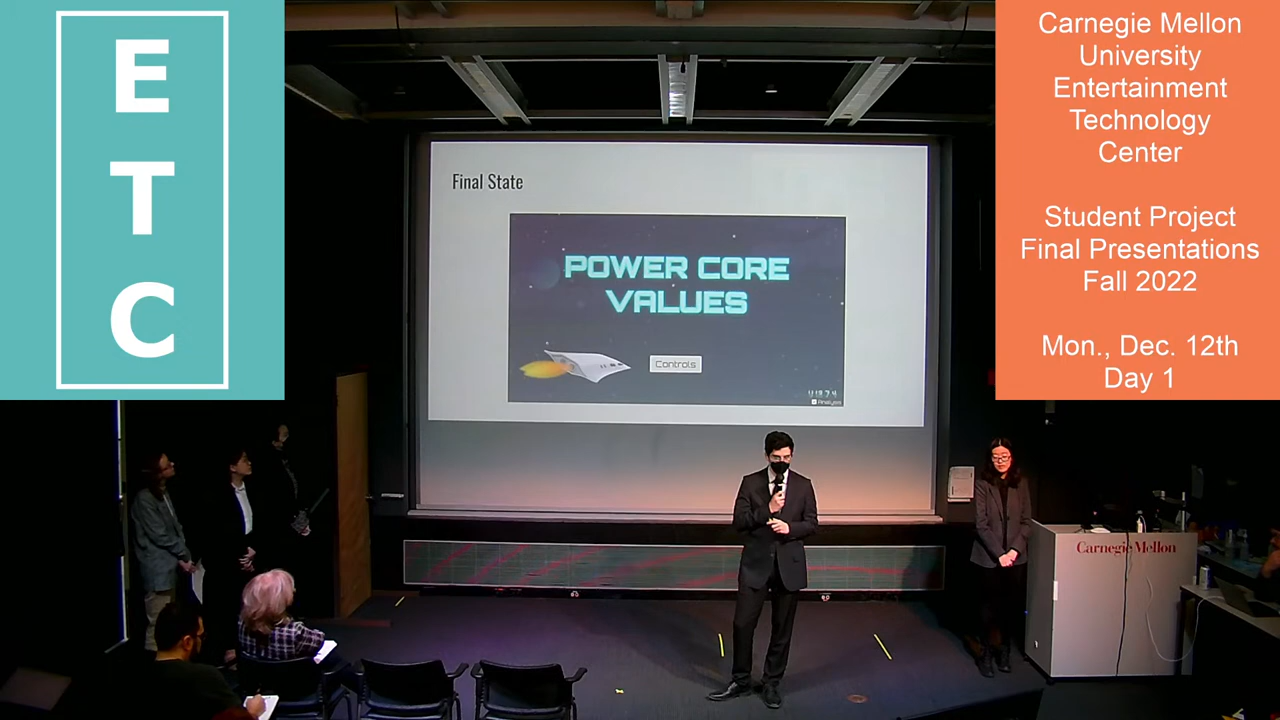 E
T
C
Carnegie Mellon
University
Entertainment
Technology
Center
Student Project
Final Presentations
Fall 2022
Mon., Dec. 12th
Day 1
Final State
POWER CORE
VALUES
Controls
Analysis
Carnegie Mellon